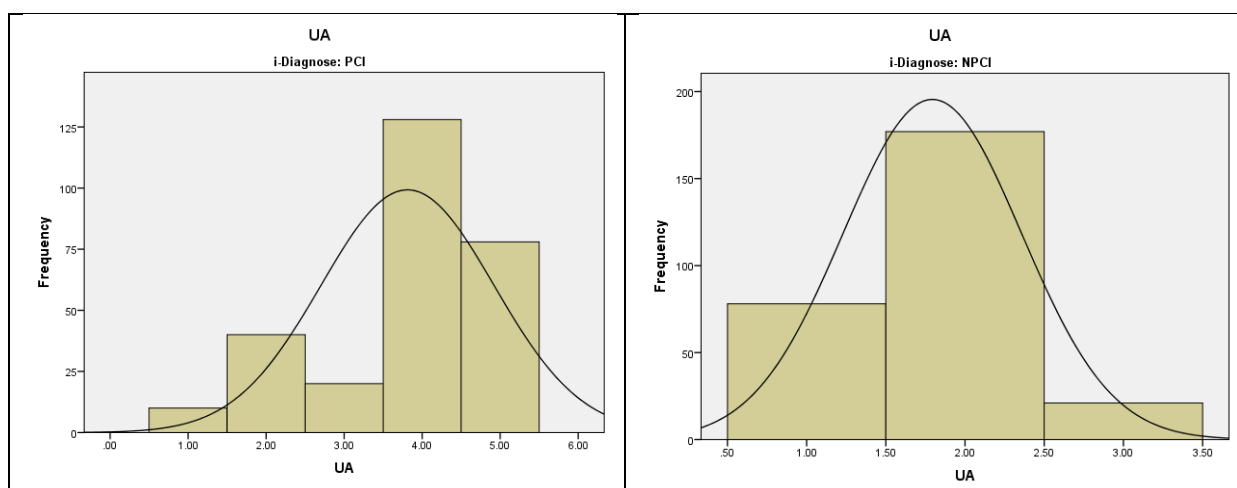 UA
i-Diagnose: PCI
Frequency
125
100
75
50
25
0
.00 1.00 2.00 3.00 4.00 5.00 6.00
UA
UA
i-Diagnose: NPCI
Frequency
200
150
100
50
0
.50 1.00 1.50 2.00 2.50 3.00 3.50
UA